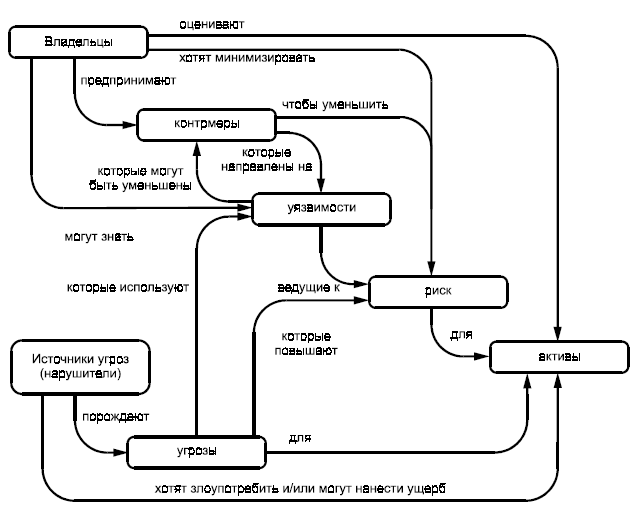 оценивают
Владельцы
хотят минимизировать
предпринимают
чтобы уменьшить
контрмеры
которые
направлены на
которые могут
быть уменьшены
уязвимости
могут знать
которые используют
ведущие к
риск
которые
повышают
для
Источники угроз
(нарушители)
активы
порождают
для
угрозы
хотят злоупотребить и/или могут нанести ущерб